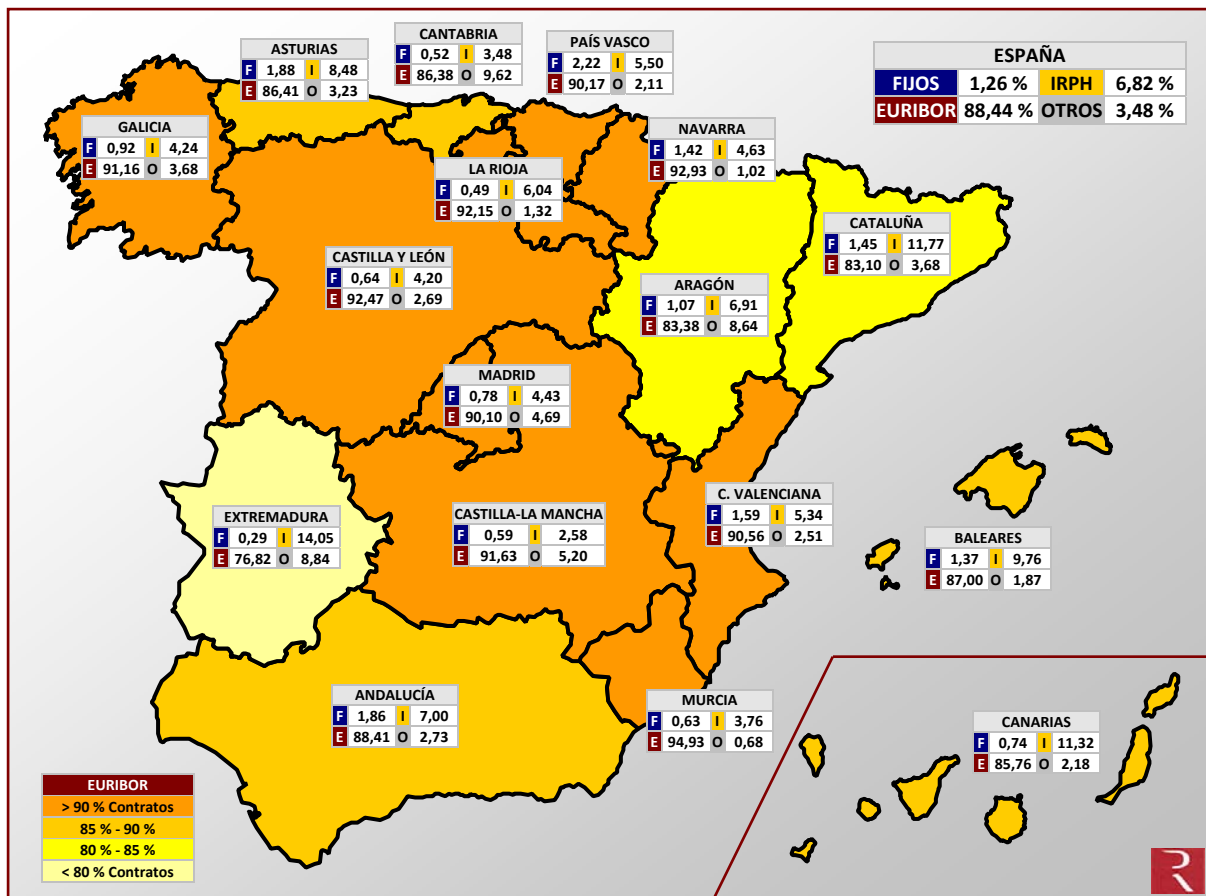 ASTURIAS
F 1,88 I 8,48
E 86,41 O 3,23
CANTABRIA
F 0,52 I 3,48
E 86,38 O 9,62
PAÍS VASCO
F 2,22 I 5,50
E 90,17 O 2,11
ESPAÑA
FIJOS 1,26 % IRPH 6,82 %
EURIBOR 88,44 % OTROS 3,48 %
GALICIA
F 0,92 I 4,24
E 91,16 O 3,68
NAVARRA
F 1,42 I 4,63
E 92,93 O 1,02
LA RIOJA
F 0,49 I 6,04
E 92,15 O 1,32
CATALUÑA
F 1,45 I 11,77
E 83,10 O 3,68
CASTILLA Y LEÓN
F 0,64 I 4,20
E 92,47 O 2,69
ARAGÓN
F 1,07 I 6,91
E 83,38 O 8,64
MADRID
F 0,78 I 4,43
E 90,10 O 4,69
EXTREMADURA
F 0,29 I 14,05
E 76,82 O 8,84
CASTILLA-LA MANCHA
F 0,59 I 2,58
E 91,63 O 5,20
C. VALENCIANA
F 1,59 I 5,34
E 90,56 O 2,51
BALEARES
F 1,37 I 9,76
E 87,00 O 1,87
ANDALUCÍA
F 1,86 I 7,00
E 88,41 O 2,73
MURCIA
F 0,63 I 3,76
E 94,93 O 0,68
CANARIAS
F 0,74 I 11,32
E 85,76 O 2,18
EURIBOR
> 90 % Contratos
85 % - 90 %
80 % - 85 %
< 80 % Contratos
R